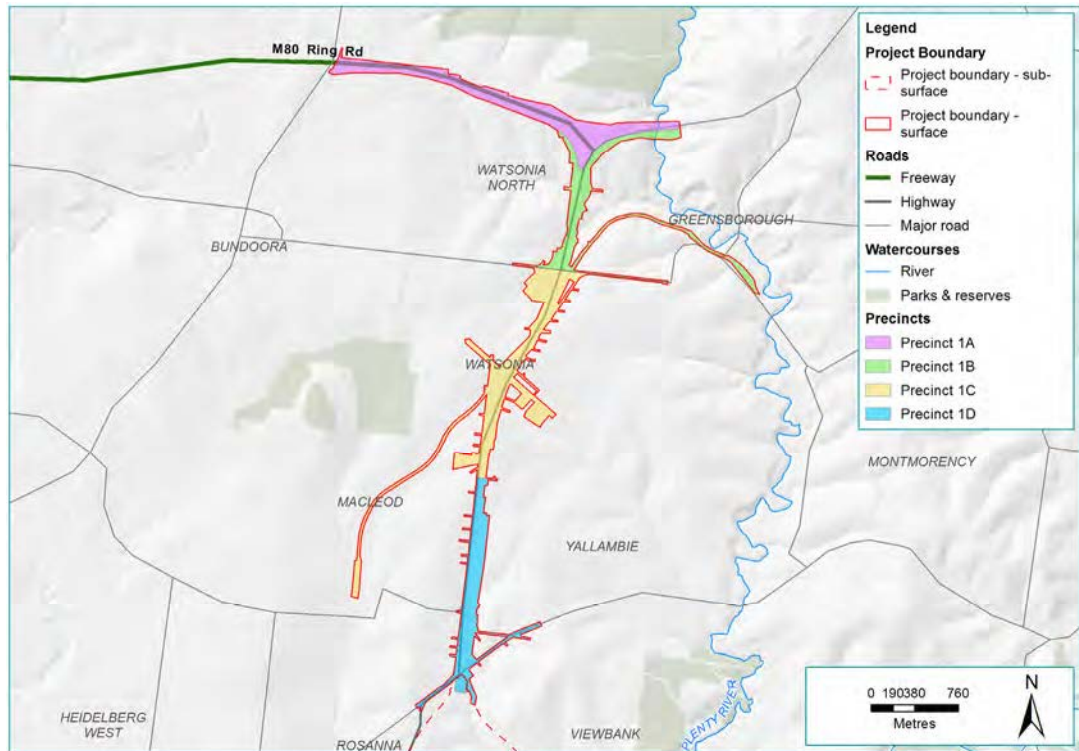 M80 Ring Rd
WATSONIA
NORTH
GREENSBOROUGH
BUNDOORA
WATSONIA
MONTMORENCY
MACLEOD
YALLAMBIE
HEIDELBERG
WEST
ROSANNA
VIEWBANK
PLENTY RIVER
Legend
Project Boundary
Project boundary - sub-
surface
Project boundary -
surface
Roads
Freeway
Highway
Major road
Watercourses
River
Parks & reserves
Precincts
Precinct 1A
Precinct 1B
Precinct 1C
Precinct 1D
0 190380 760
Metres
N